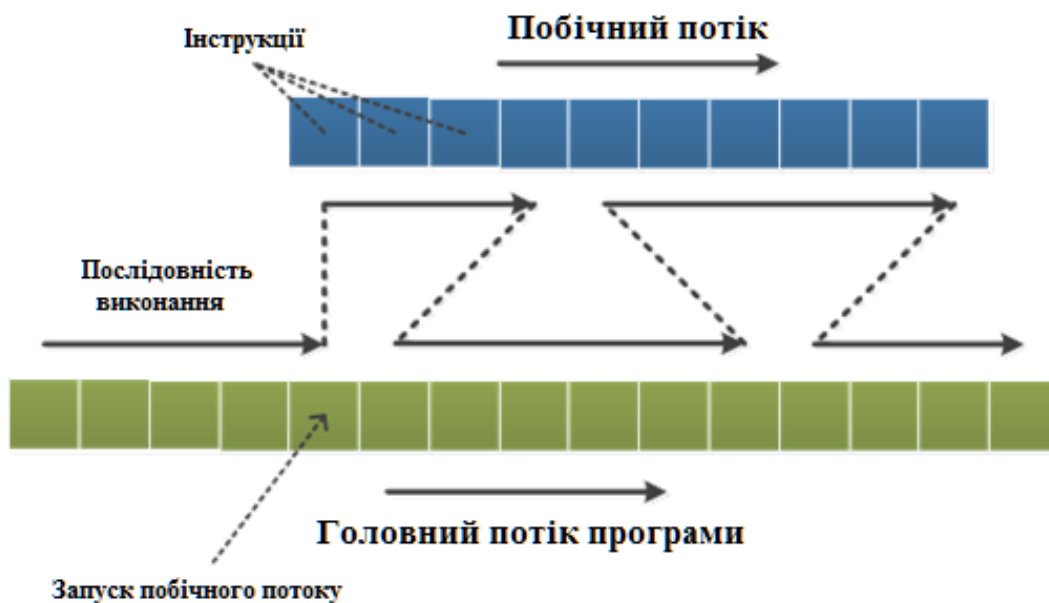 Побічний потік
Інструкції
Послідовність
виконання
Головний потік програми
Запуск побічного потоку